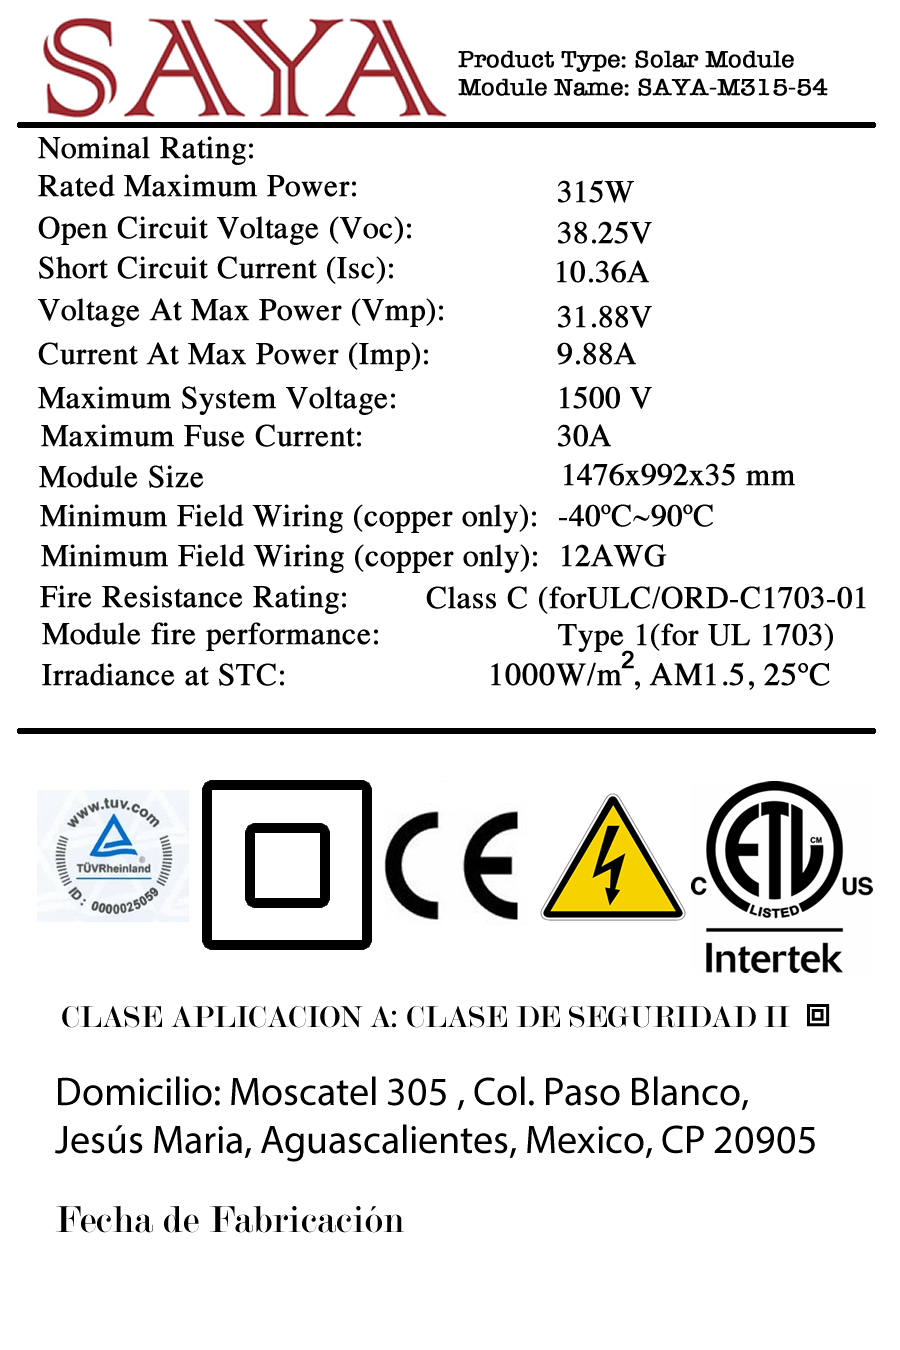 SAYA
Product Type: Solar Module
Module Name: SAYA-M315-54
Nominal Rating:
Rated Maximum Power: 315W
Open Circuit Voltage (Voc): 38.25V
Short Circuit Current (Isc): 10.36A
Voltage At Max Power (Vmp): 31.88V
Current At Max Power (Imp): 9.88A
Maximum System Voltage: 1500 V
Maximum Fuse Current: 30A
Module Size 1476x992x35 mm
Minimum Field Wiring (copper only): -40ºC~90ºC
Minimum Field Wiring (copper only): 12AWG
Fire Resistance Rating: Class C (forULC/ORD-C1703-01
Module fire performance: Type 1(for UL 1703)
Irradiance at STC: 1000W/m², AM1.5, 25ºC
www.tuv.com
TÜVRheinland®
ID: 0000025059
CE
ETL CM
C US
LISTED
Intertek
CLASE APLICACION A: CLASE DE SEGURIDAD II
Domicilio: Moscatel 305 , Col. Paso Blanco,
Jesús Maria, Aguascalientes, Mexico, CP 20905
Fecha de Fabricación